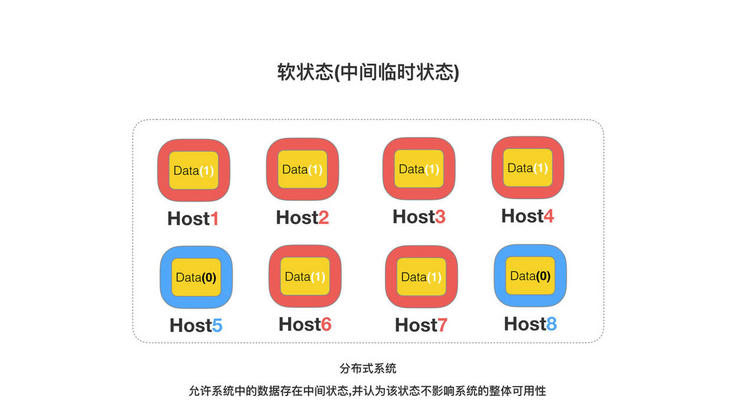 软状态(中间临时状态)
Data(1) Data(1) Data(1) Data(1)
Host1 Host2 Host3 Host4
Data(0) Data(1) Data(1) Data(0)
Host5 Host6 Host7 Host8
分布式系统
允许系统中的数据存在中间状态,并认为该状态不影响系统的整体可用性